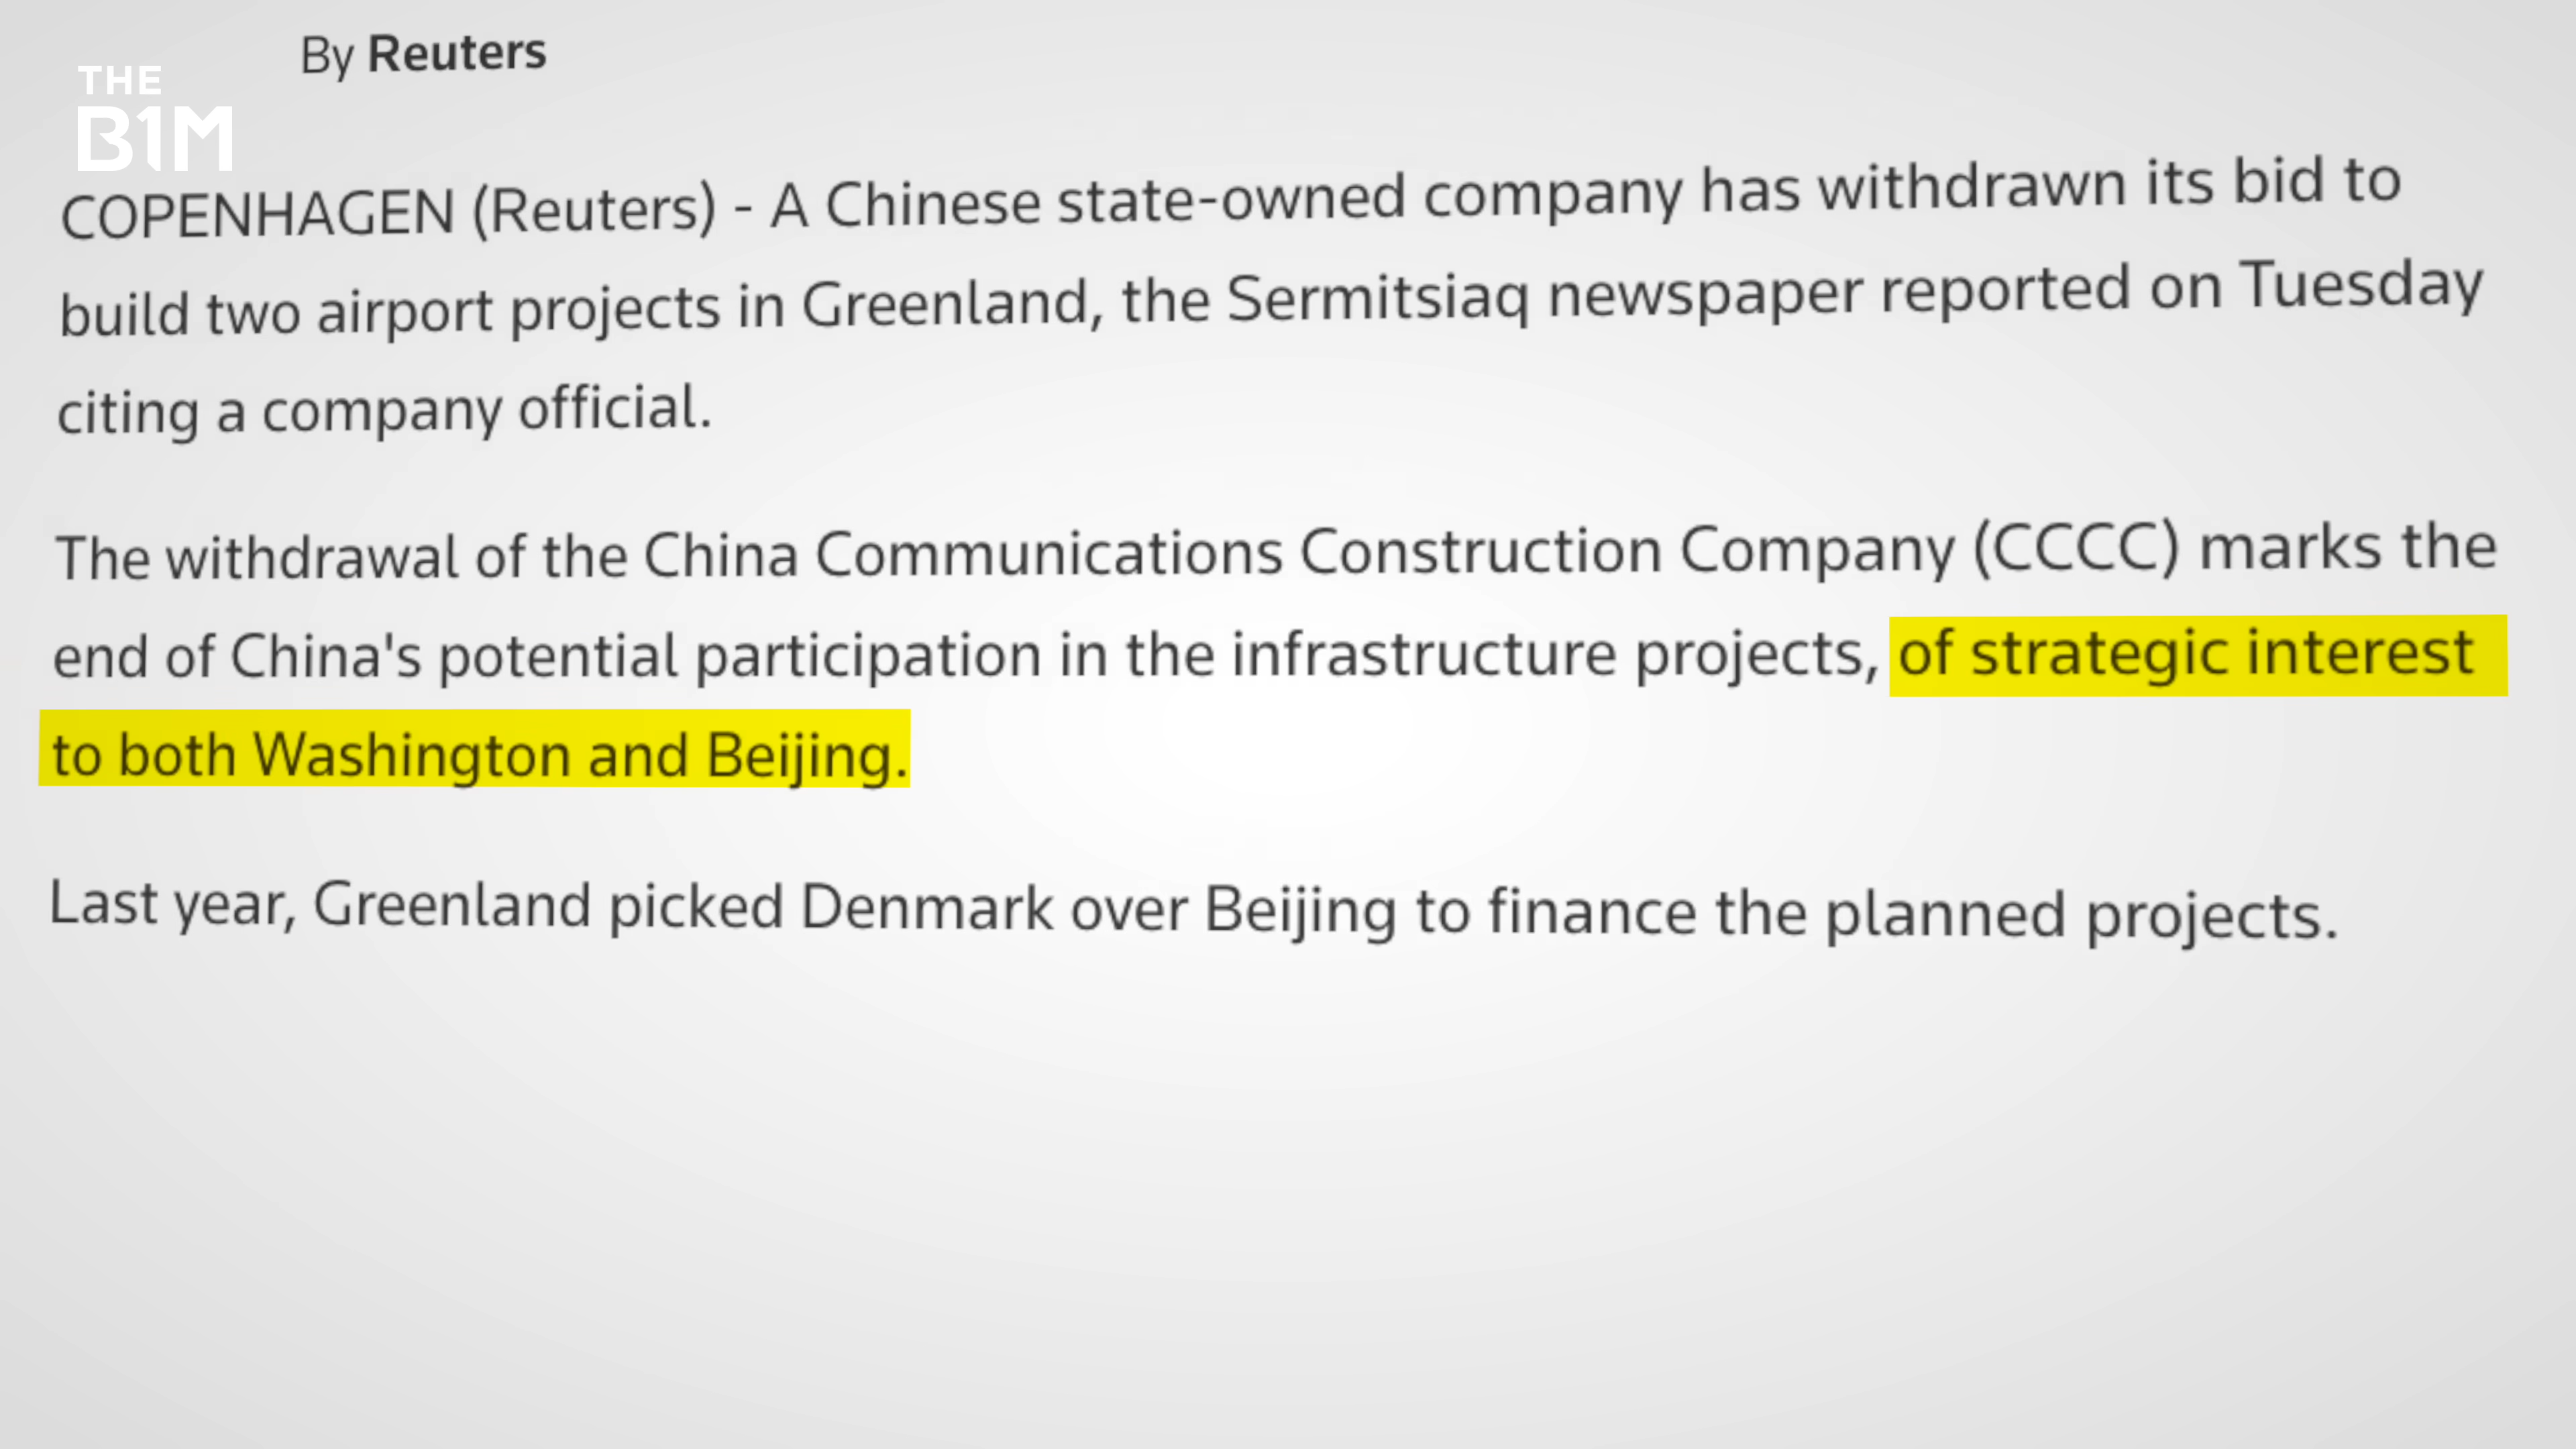 By Reuters
THE
B1M
COPENHAGEN (Reuters) - A Chinese state-owned company has withdrawn its bid to
build two airport projects in Greenland, the Sermitsiaq newspaper reported on Tuesday
citing a company official.
The withdrawal of the China Communications Construction Company (CCCC) marks the
end of China's potential participation in the infrastructure projects, of strategic interest
to both Washington and Beijing.
Last year, Greenland picked Denmark over Beijing to finance the planned projects.